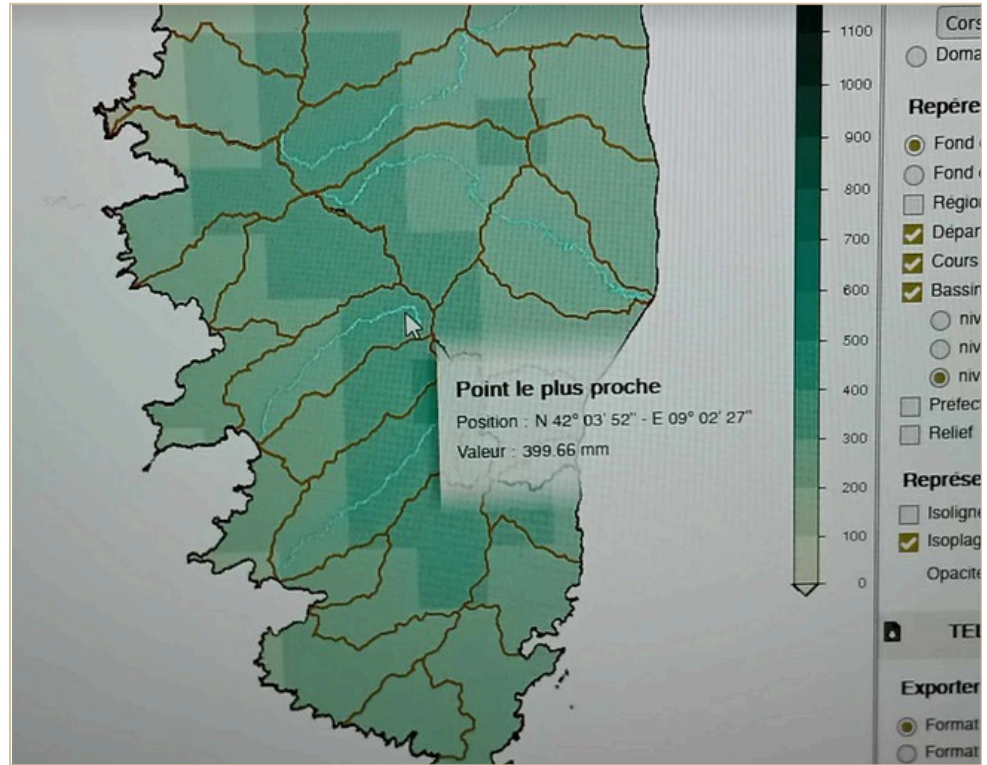 1100
1000
900
800
700
600
500
400
300
200
100
0
Point le plus proche
Position : N 42° 03' 52" - E 09° 02' 27"
Valeur : 399.66 mm
Cors
Doma
Repére
Fond
Fond
Régio
Dépar
Cours
Bassin
niv
niv
niv
Prefec
Relief
Représe
Isoligne
Isoplag
Opacité
TEL
Exporter
Format
Format